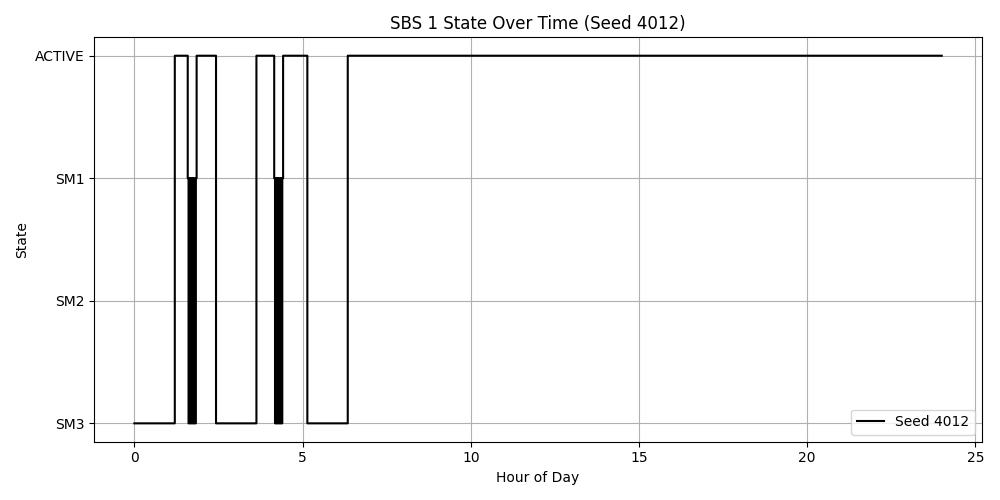 SBS 1 State Over Time (Seed 4012)
ACTIVE
SM1
SM2
SM3
State
0 5 10 15 20 25
Hour of Day
Seed 4012